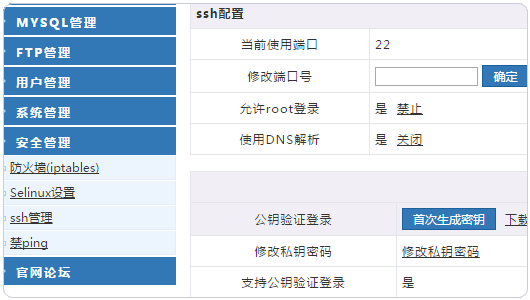 MYSQL管理
FTP管理
用户管理
系统管理
安全管理
防火墙(iptables)
Selinux设置
ssh管理
禁ping
官网论坛
ssh配置
当前使用端口 22
修改端口号 确定
允许root登录 是 禁止
使用DNS解析 是 关闭
公钥验证登录 首次生成密钥 下载
修改私钥密码 修改私钥密码
支持公钥验证登录 是